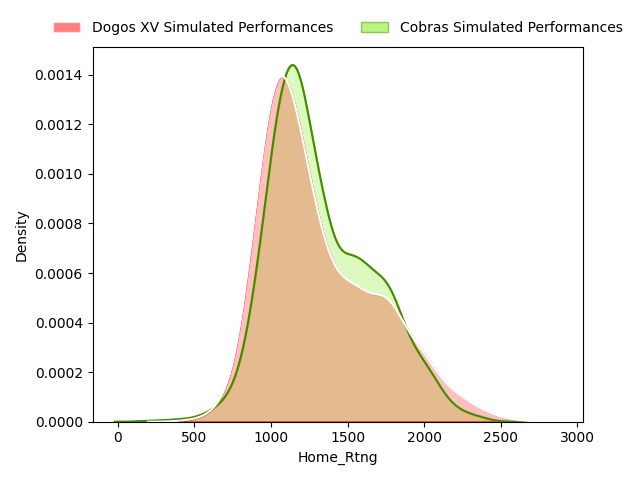 Dogos XV Simulated Performances
Cobras Simulated Performances
0.0014
0.0012
0.0010
0.0008
0.0006
0.0004
0.0002
0.0000
Density
0 500 1000 1500 2000 2500 3000
Home_Rtng